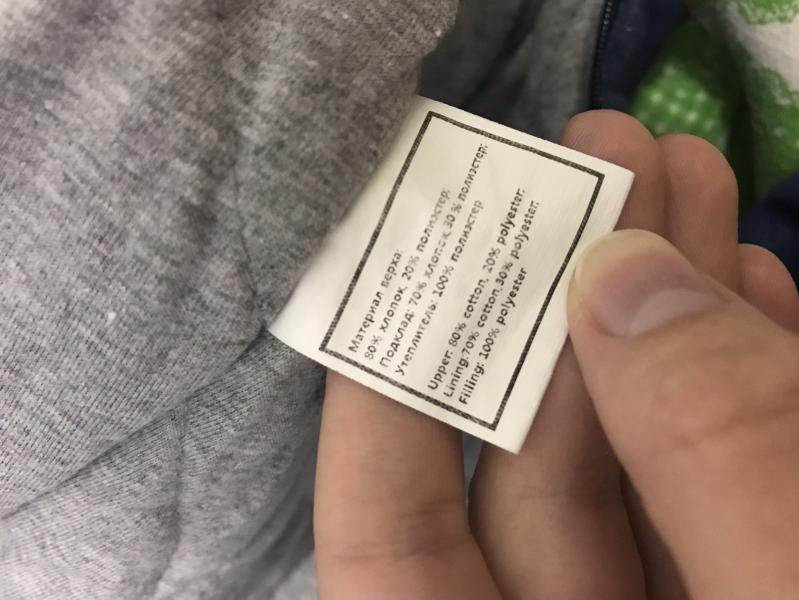 Материал верха:
80% хлопок, 20% полиэстер;
Подклад: 70% хлопок, 30% полиэстер;
Утеплитель: 100% полиэстер
Upper: 80% cotton, 20% polyester;
Lining:70% cotton,30% polyester;
Filling: 100% polyester